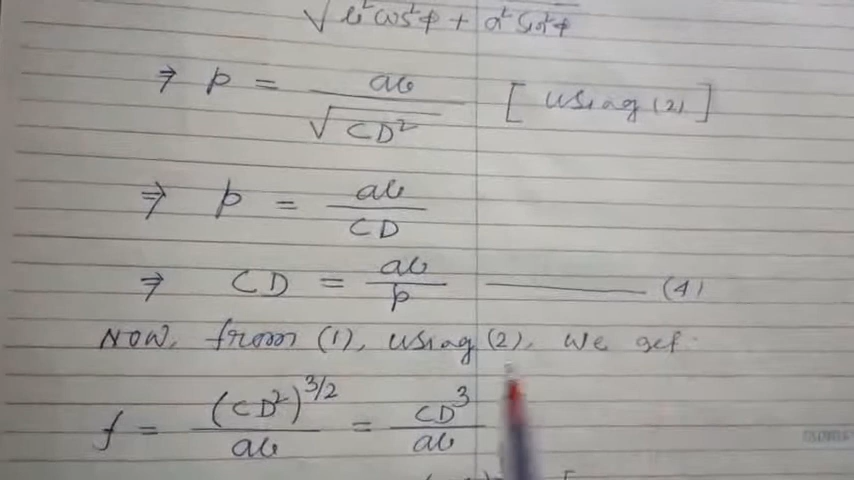 √b²cos²φ + a²sin²φ
⇒ p = ab / √CD² [using (2)]
⇒ p = ab / CD
⇒ CD = ab / p ——— (4)
Now, from (1), using (2), we get
f = (CD²)^3/2 / ab = CD³ / ab